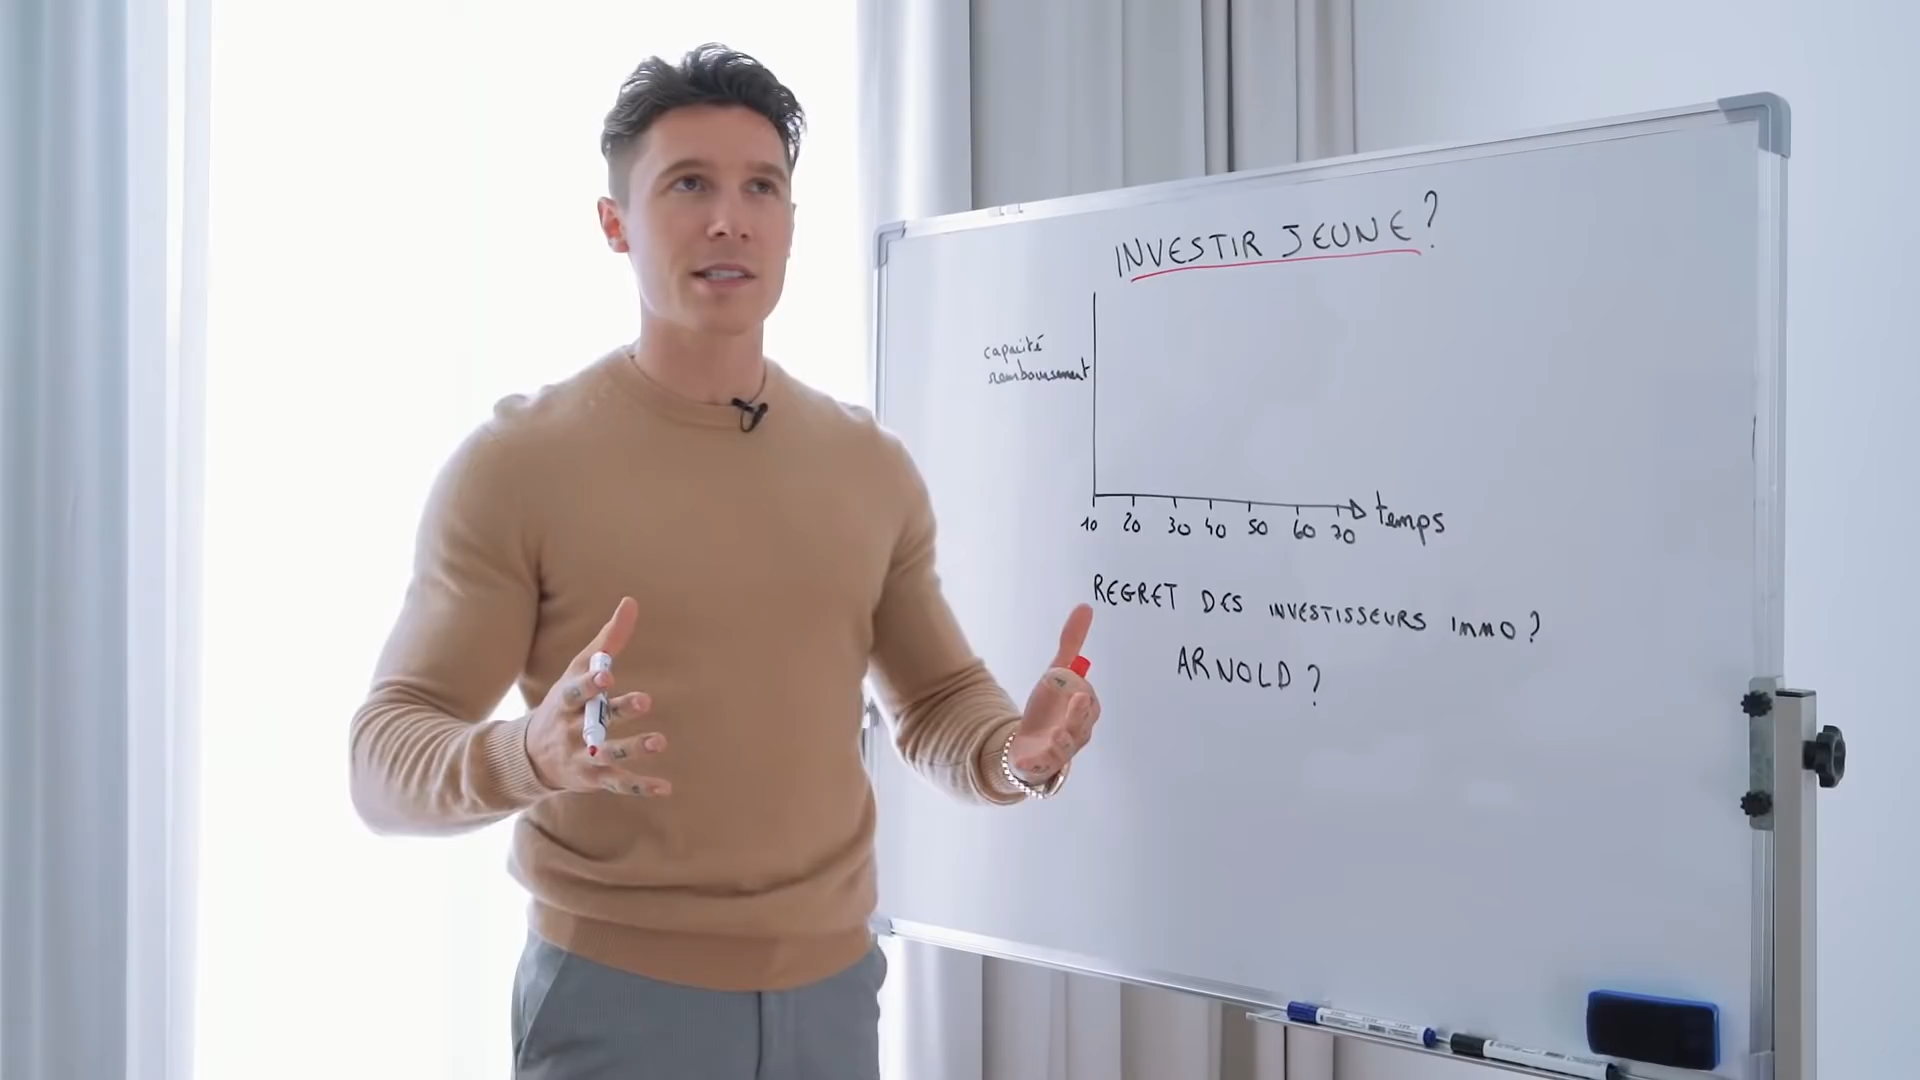 INVESTIR JEUNE ?
capacité
remboursement
10 20 30 40 50 60 70
temps
REGRET DES INVESTISSEURS IMMO ?
ARNOLD ?